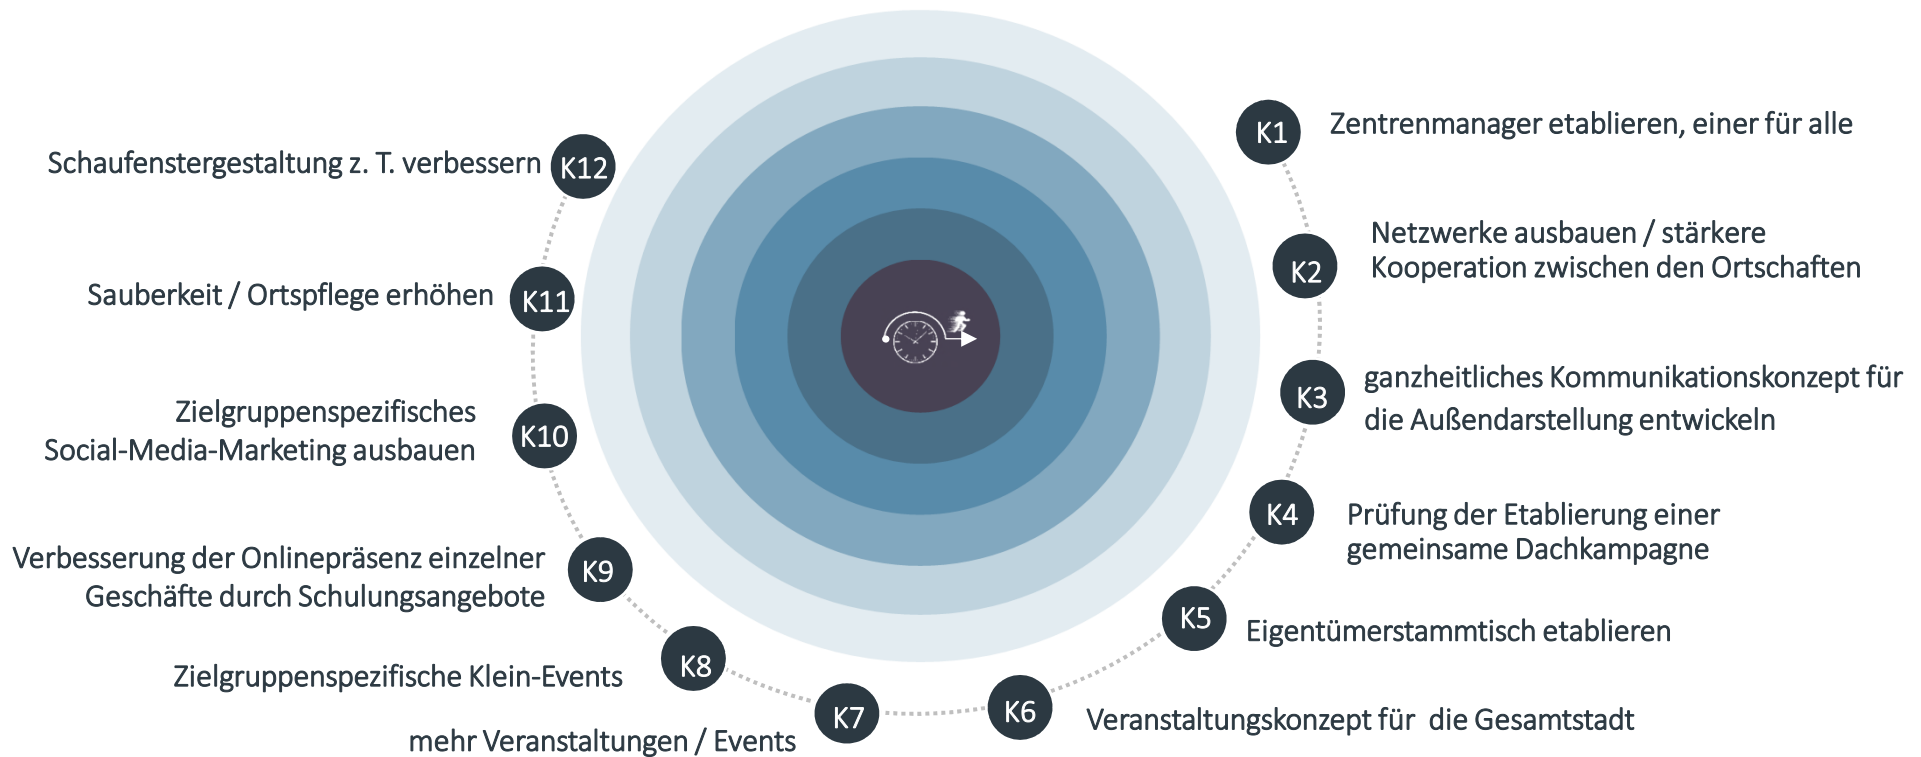 K1
Zentrenmanager etablieren, einer für alle
K2
Netzwerke ausbauen / stärkere
Kooperation zwischen den Ortschaften
K3
ganzheitliches Kommunikationskonzept für
die Außendarstellung entwickeln
K4
Prüfung der Etablierung einer
gemeinsame Dachkampagne
K5
Eigentümerstammtisch etablieren
K6
Veranstaltungskonzept für die Gesamtstadt
K7
mehr Veranstaltungen / Events
K8
Zielgruppenspezifische Klein-Events
K9
Verbesserung der Onlinepräsenz einzelner
Geschäfte durch Schulungsangebote
K10
Zielgruppenspezifisches
Social-Media-Marketing ausbauen
K11
Sauberkeit / Ortspflege erhöhen
K12
Schaufenstergestaltung z. T. verbessern